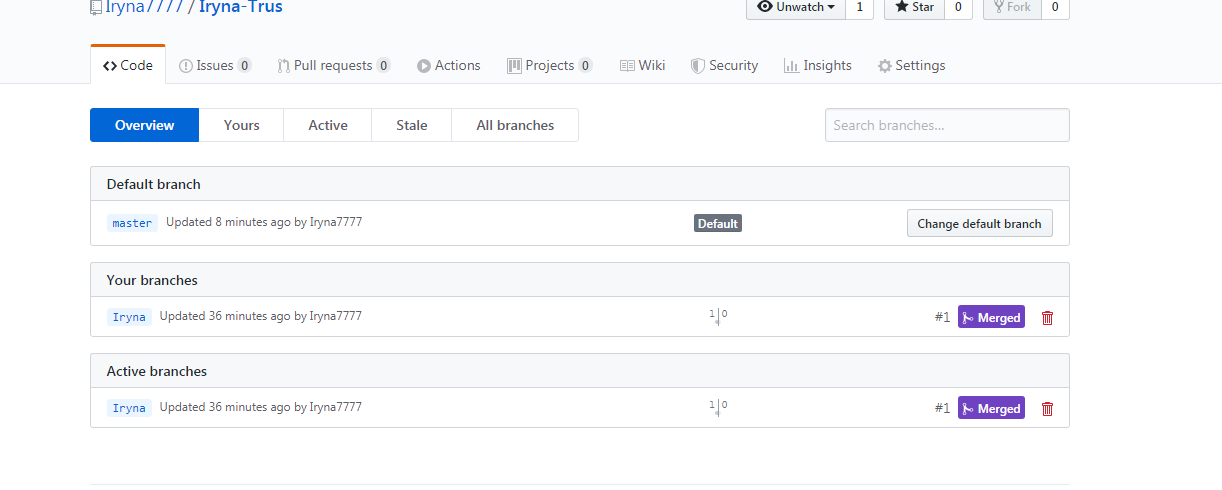 Iryna7777 / Iryna-Trus
Unwatch 1 Star 0 Fork 0
Code Issues 0 Pull requests 0 Actions Projects 0 Wiki Security Insights Settings
Overview Yours Active Stale All branches Search branches...
Default branch
master Updated 8 minutes ago by Iryna7777 Default Change default branch
Your branches
Iryna Updated 36 minutes ago by Iryna7777 1 0 #1 Merged
Active branches
Iryna Updated 36 minutes ago by Iryna7777 1 0 #1 Merged